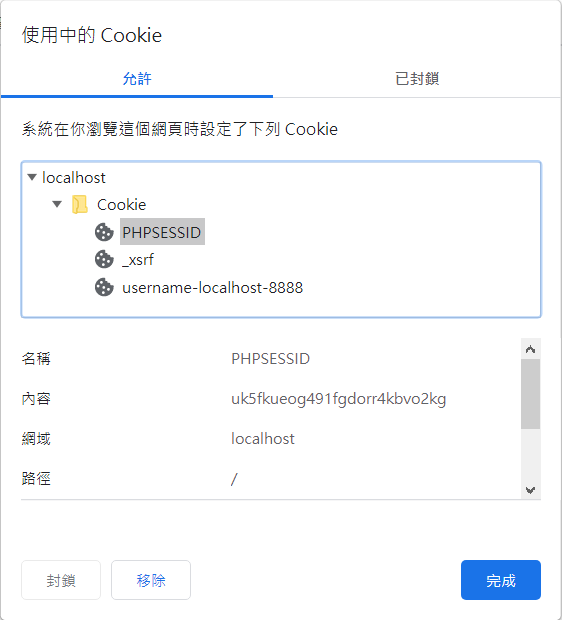 使用中的 Cookie
允許
已封鎖
系統在你瀏覽這個網頁時設定了下列 Cookie
localhost
Cookie
PHPSESSID
_xsrf
username-localhost-8888
名稱 PHPSESSID
內容 uk5fkueog491fgdorr4kbvo2kg
網域 localhost
路徑 /
封鎖 移除 完成